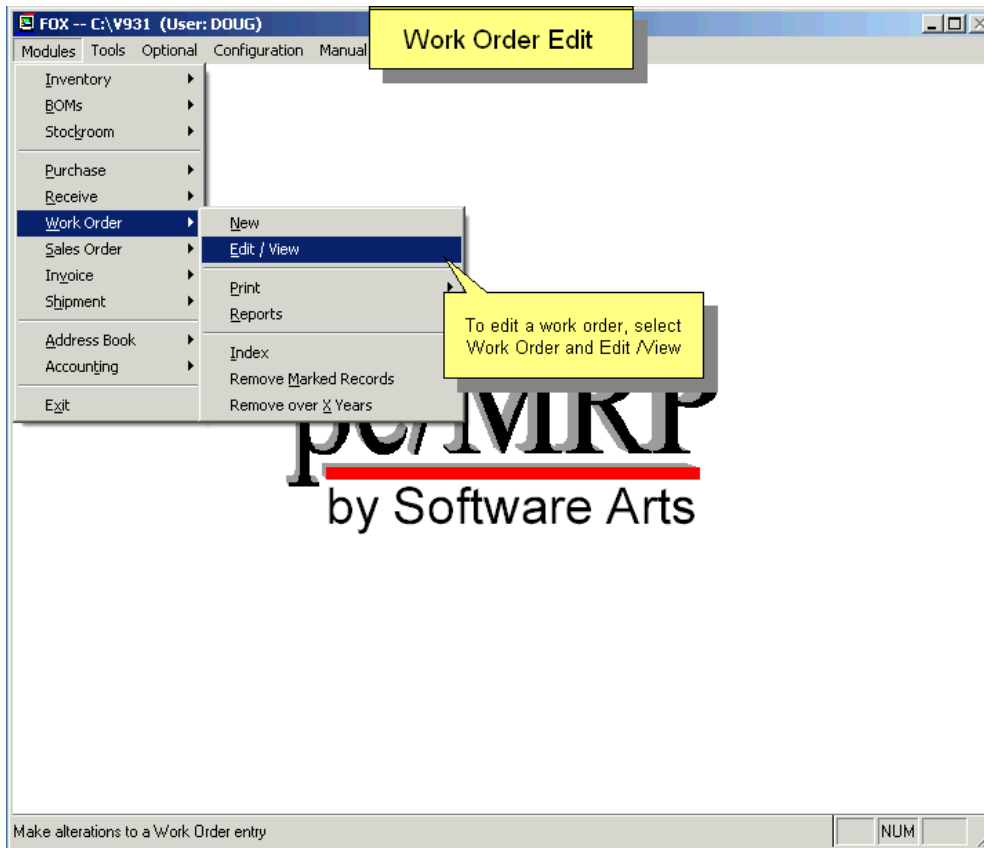 FOX -- C:\V931 (User: DOUG)
Work Order Edit
Modules Tools Optional Configuration Manual
Inventory
BOMs
Stockroom
Purchase
Receive
Work Order
Sales Order
Invoice
Shipment
Address Book
Accounting
Exit
New
Edit / View
Print
Reports
Index
Remove Marked Records
Remove over X Years
To edit a work order, select
Work Order and Edit /View
pc/MRP
by Software Arts
Make alterations to a Work Order entry
NUM